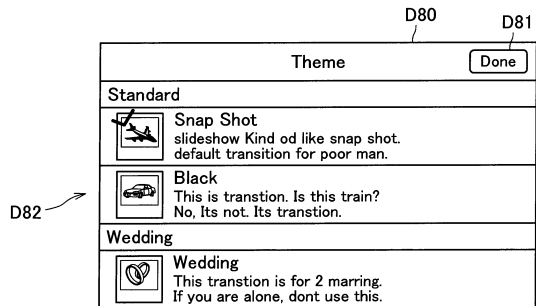 D80
D81
Theme
Done
Standard
Snap Shot
slideshow Kind od like snap shot.
default transition for poor man.
Black
This is transtion. Is this train?
No, Its not. Its transtion.
D82
Wedding
Wedding
This transtion is for 2 marring.
If you are alone, dont use this.